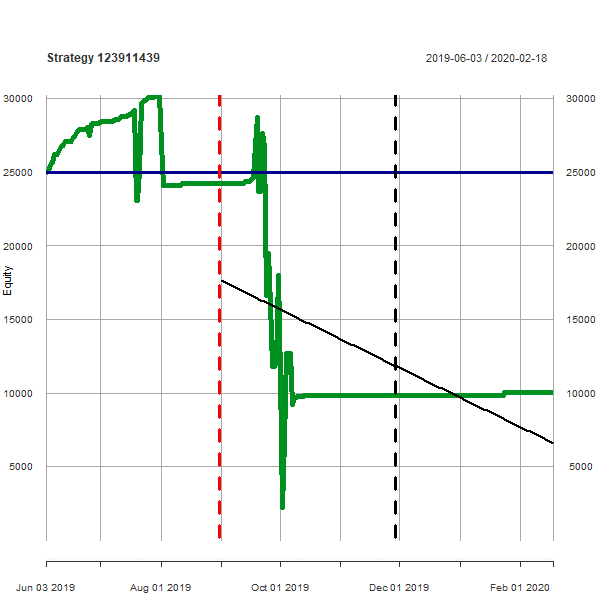 Strategy 123911439
2019-06-03 / 2020-02-18
30000
30000
25000
25000
20000
20000
Equity
15000
15000
10000
10000
5000
5000
Jun 03 2019
Aug 01 2019
Oct 01 2019
Dec 01 2019
Feb 01 2020